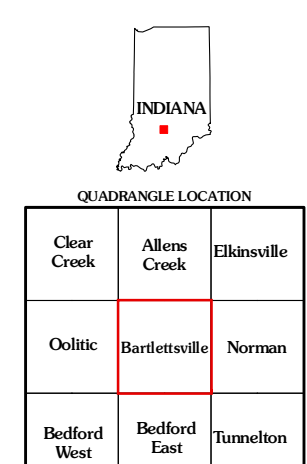 INDIANA
QUADRANGLE LOCATION
Clear
Creek
Allens
Creek
Elkinsville
Oolitic
Bartlettsville
Norman
Bedford
West
Bedford
East
Tunnelton